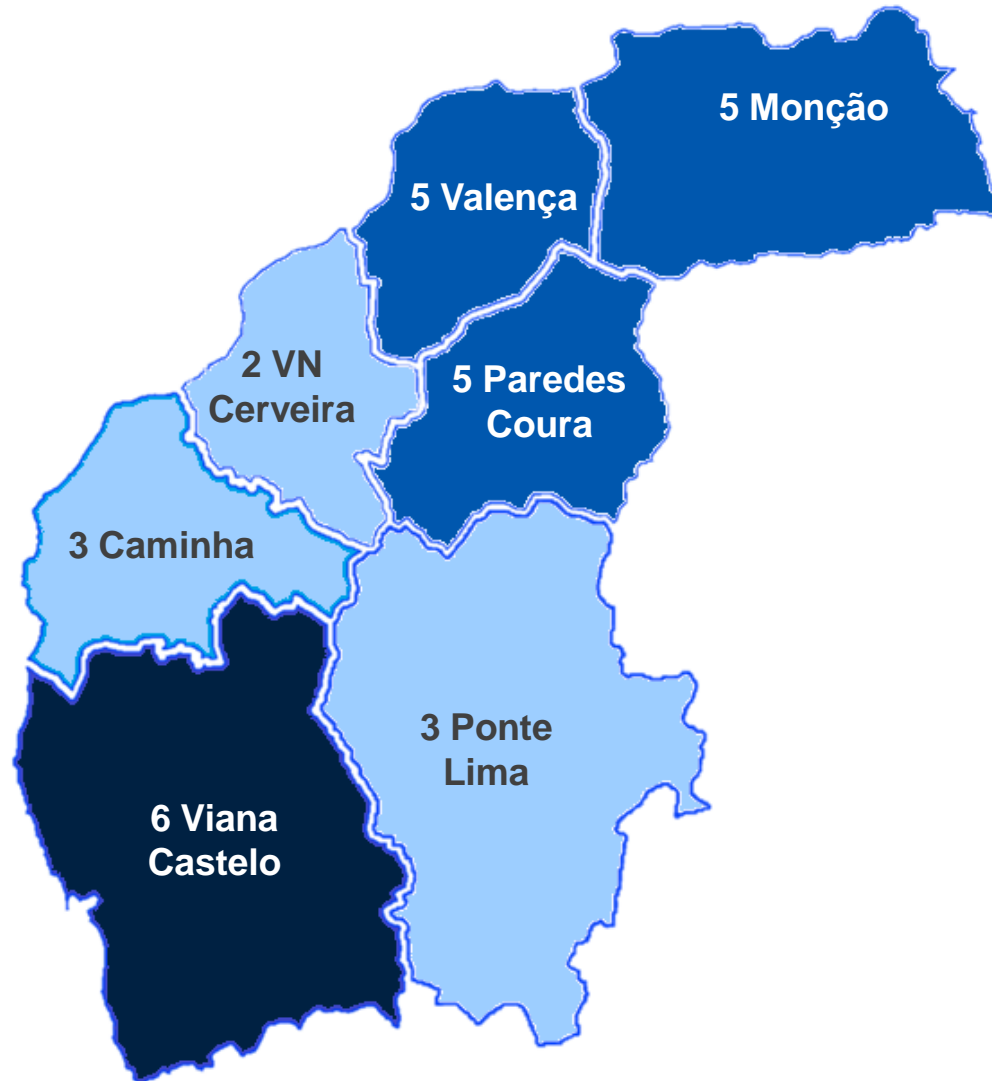 5 Monção
5 Valença
2 VN
Cerveira
5 Paredes
Coura
3 Caminha
3 Ponte
Lima
6 Viana
Castelo